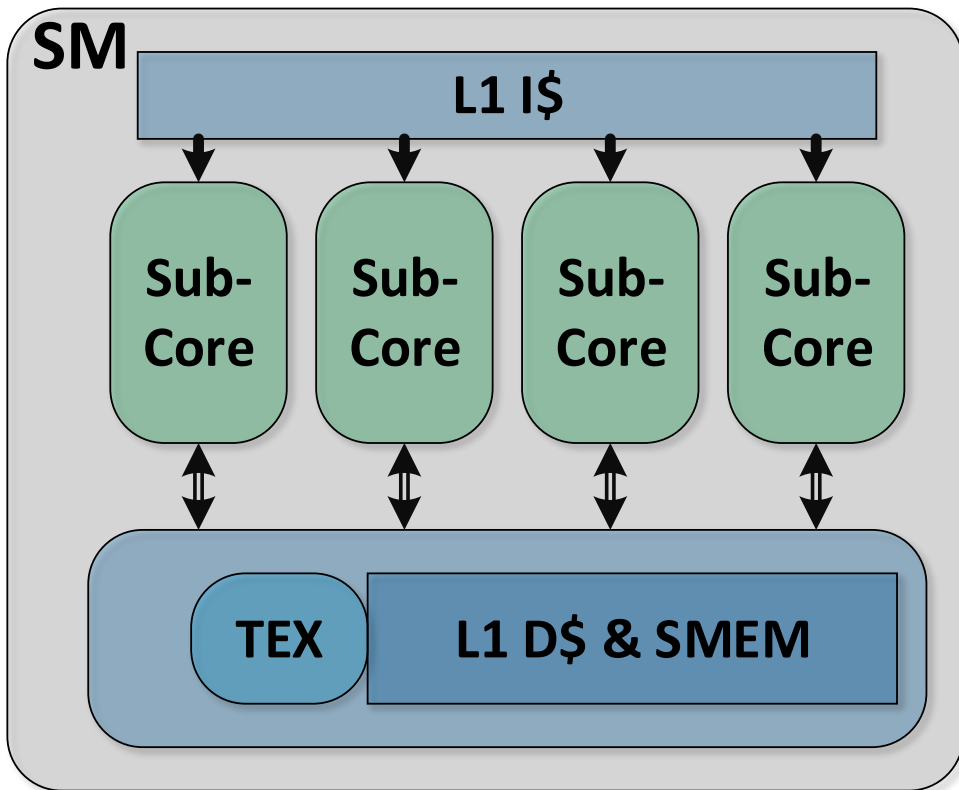 SM
L1 I$
Sub-
Core
Sub-
Core
Sub-
Core
Sub-
Core
TEX
L1 D$ & SMEM